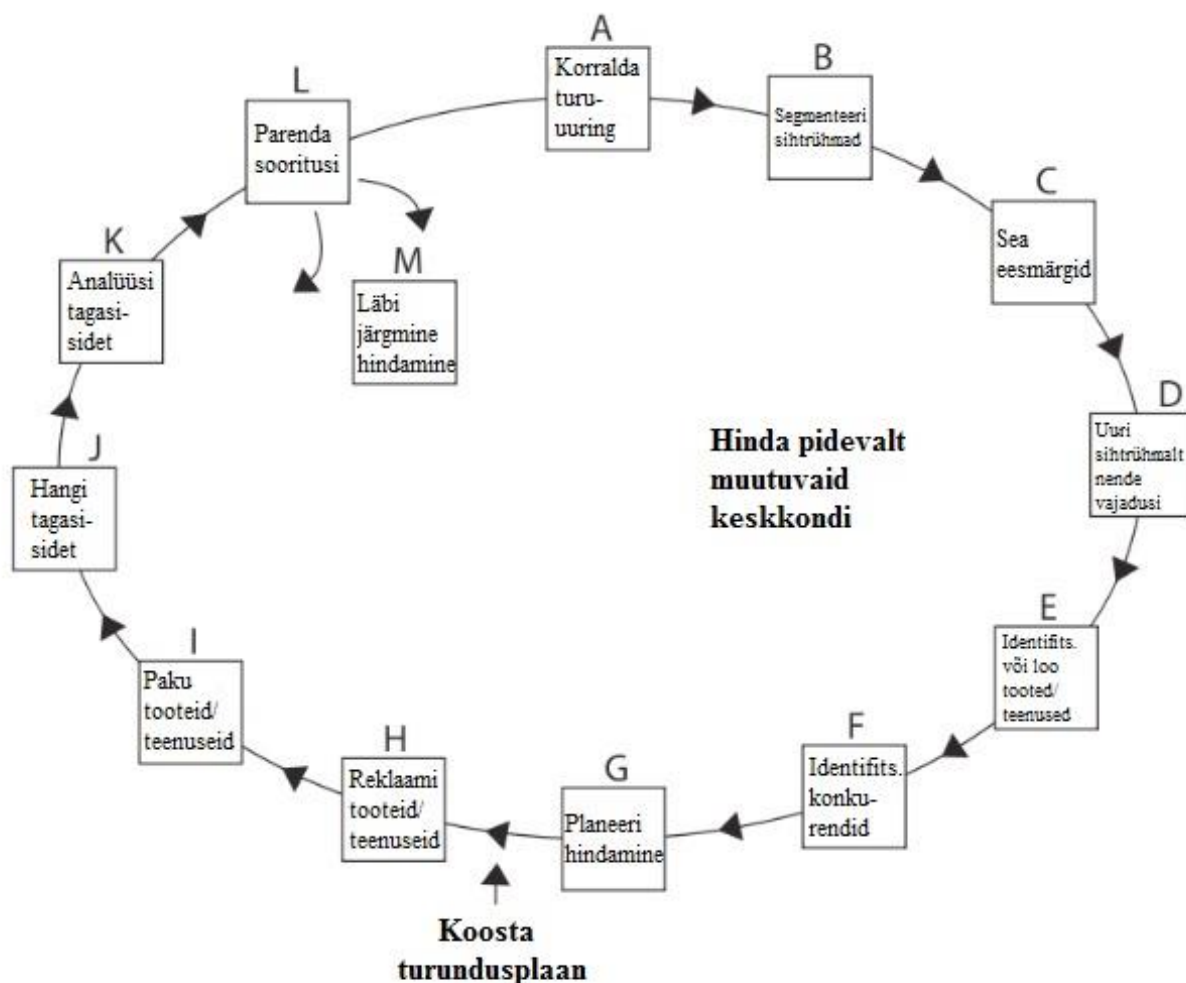 A
Korralda
turu-
uuring
B
Segmenteeri
sihtrühmad
C
Sea
eesmärgid
D
Uuri
sihtrühmalt
nende
vajadusi
E
Identifits.
või loo
tooted/
teenused
F
Identifits.
konku-
rendid
G
Planeeri
hindamine
H
Reklaami
tooteid/
teenuseid
I
Paku
tooteid/
teenuseid
J
Hangi
tagasi-
sidet
K
Analüüsi
tagasi-
sidet
L
Parenda
sooritusi
M
Läbi
järgmine
hindamine
Hinda pidevalt
muutuvaid
keskkondi
Koosta
turundusplaan